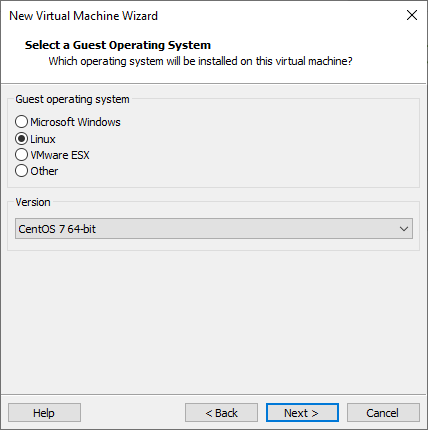 New Virtual Machine Wizard
Select a Guest Operating System
Which operating system will be installed on this virtual machine?
Guest operating system
Microsoft Windows
Linux
VMware ESX
Other
Version
CentOS 7 64-bit
Help
< Back
Next >
Cancel